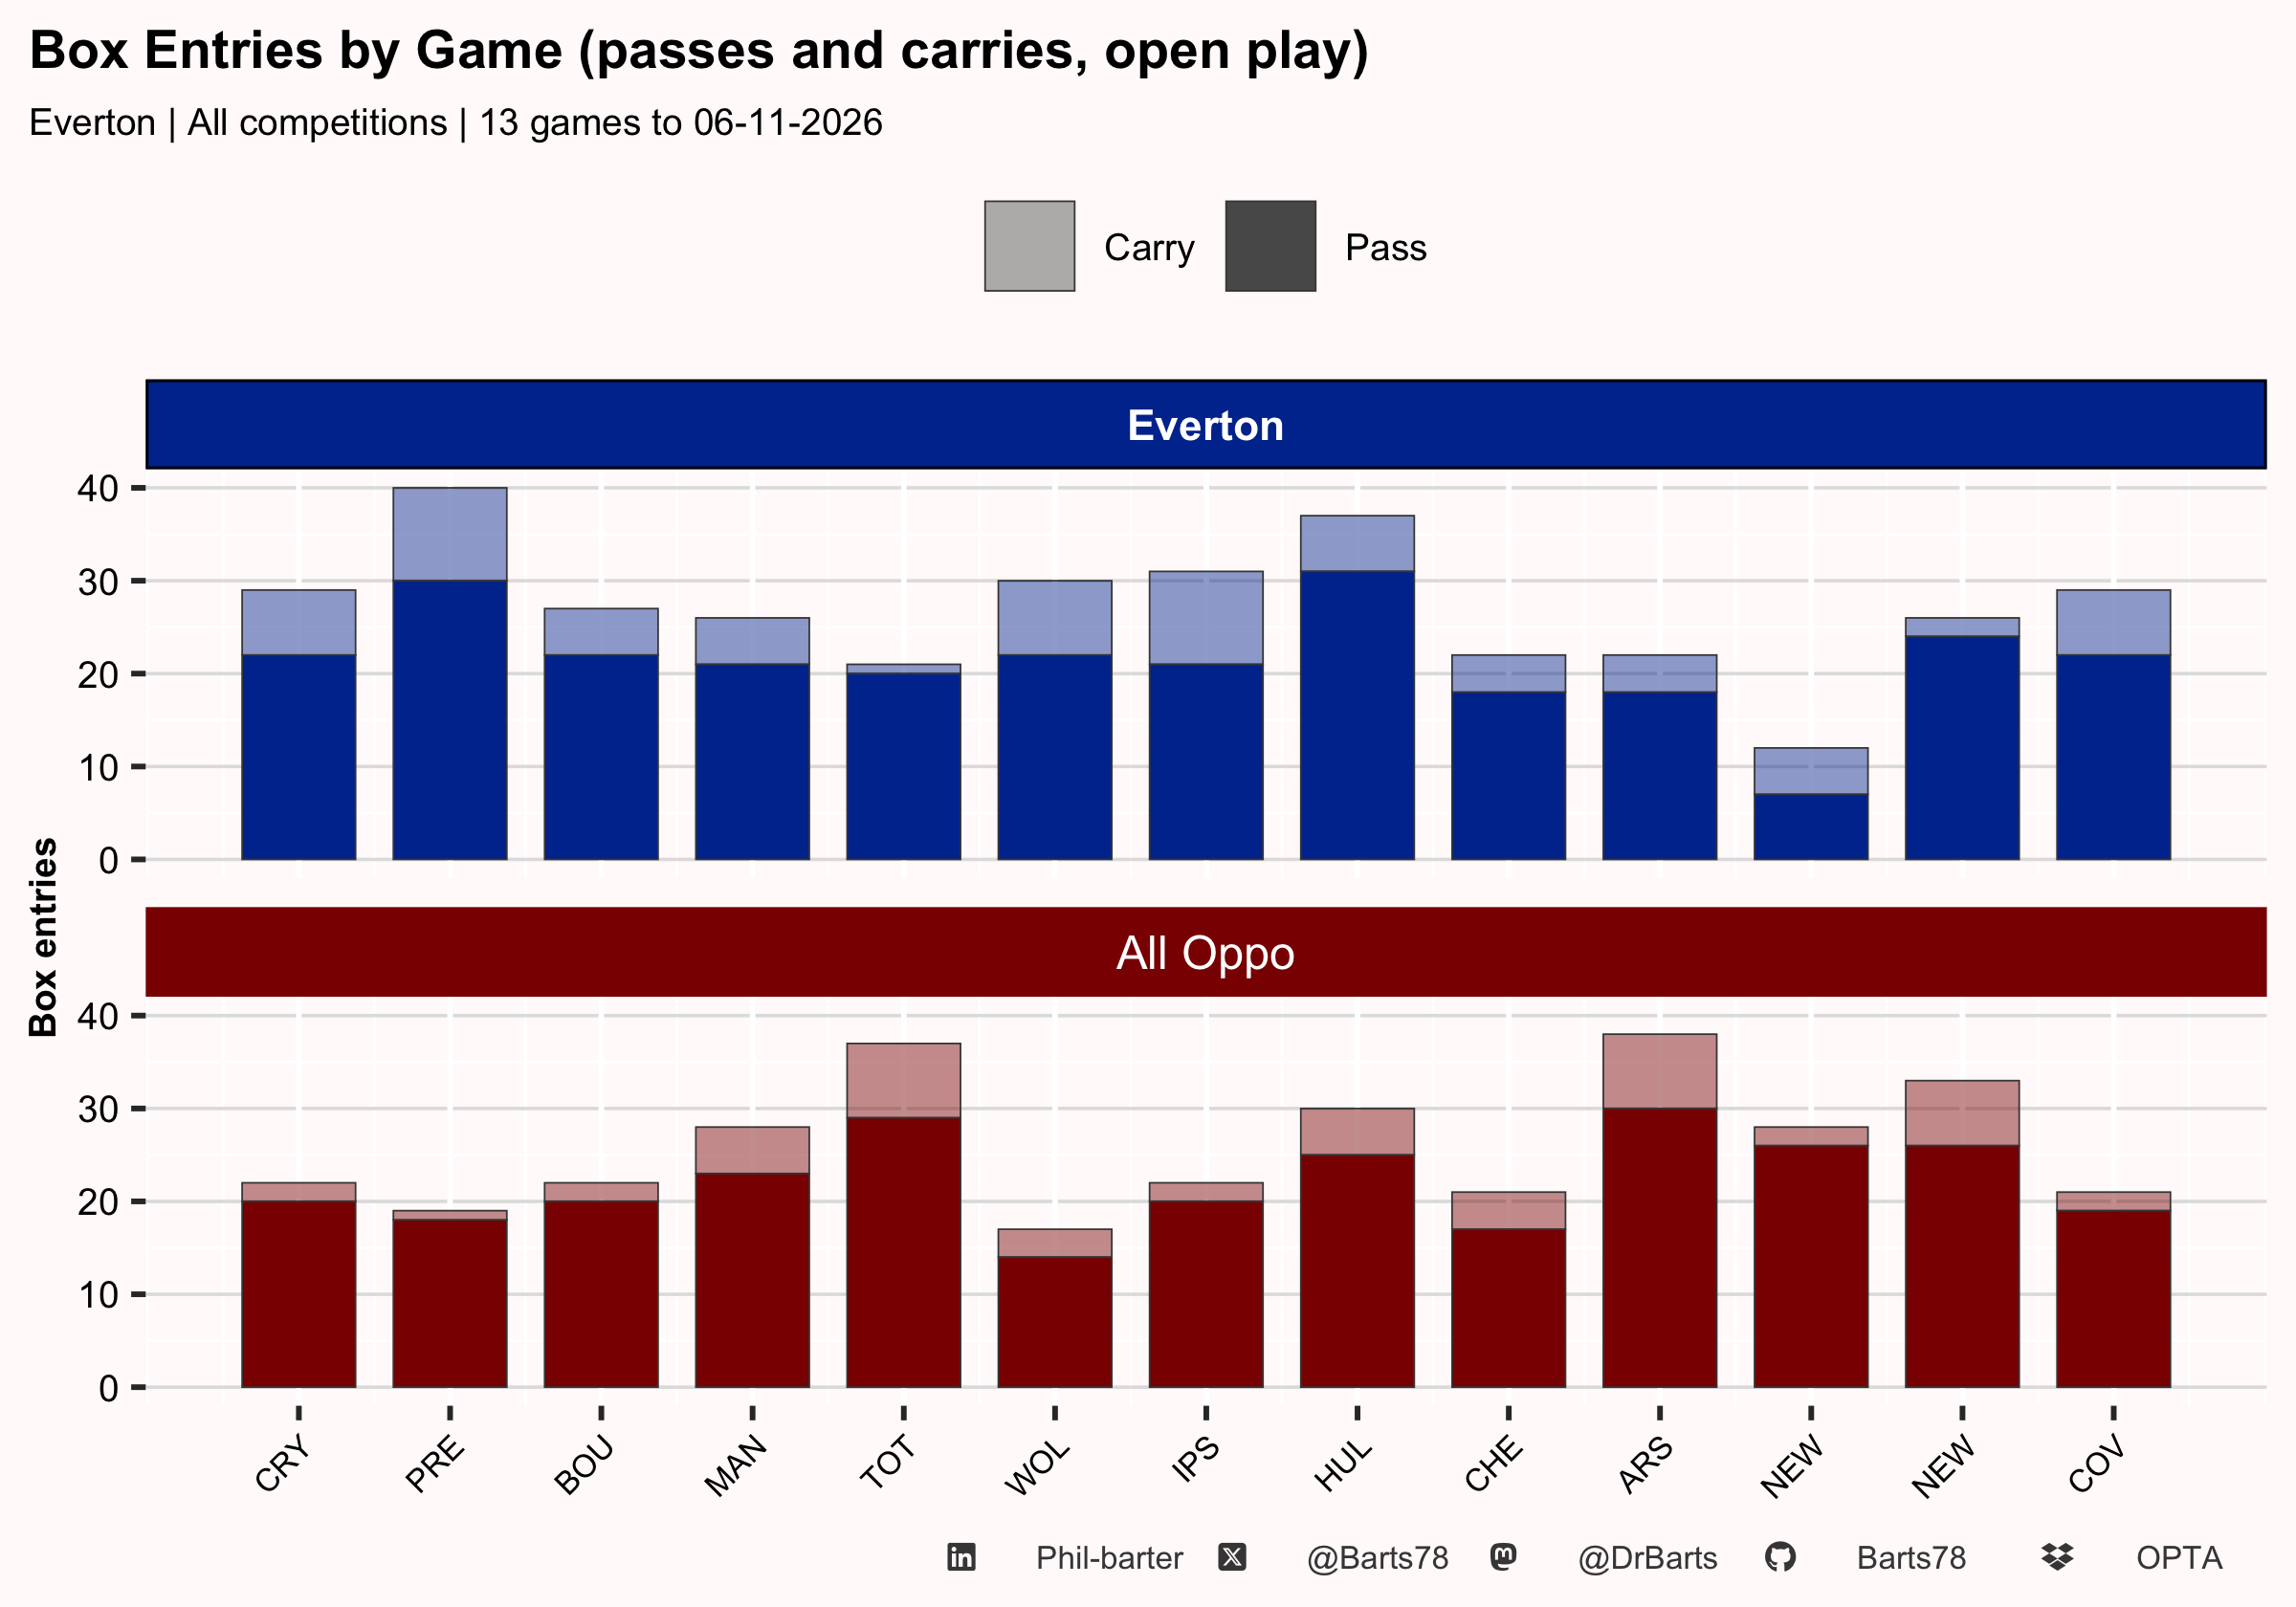 Box Entries by Game (passes and carries, open play)
Everton | All competitions | 13 games to 06-11-2026
Carry Pass
Everton
40
30
20
10
0
Box entries
All Oppo
40
30
20
10
0
CRY PRE BOU MAN TOT WOL IPS HUL CHE ARS NEW NEW COV
Phil-barter @Barts78 @DrBarts Barts78 OPTA